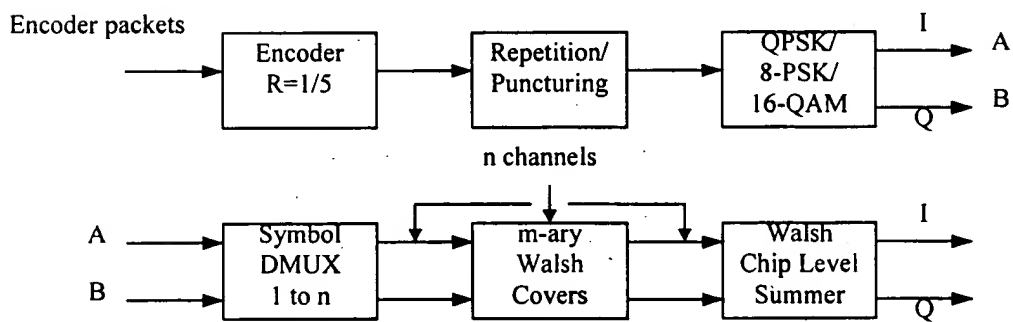 Encoder packets
Encoder
R=1/5
Repetition/
Puncturing
QPSK/
8-PSK/
16-QAM
I
A
B
Q
n channels
A
B
Symbol
DMUX
1 to n
m-ary
Walsh
Covers
Walsh
Chip Level
Summer
I
Q